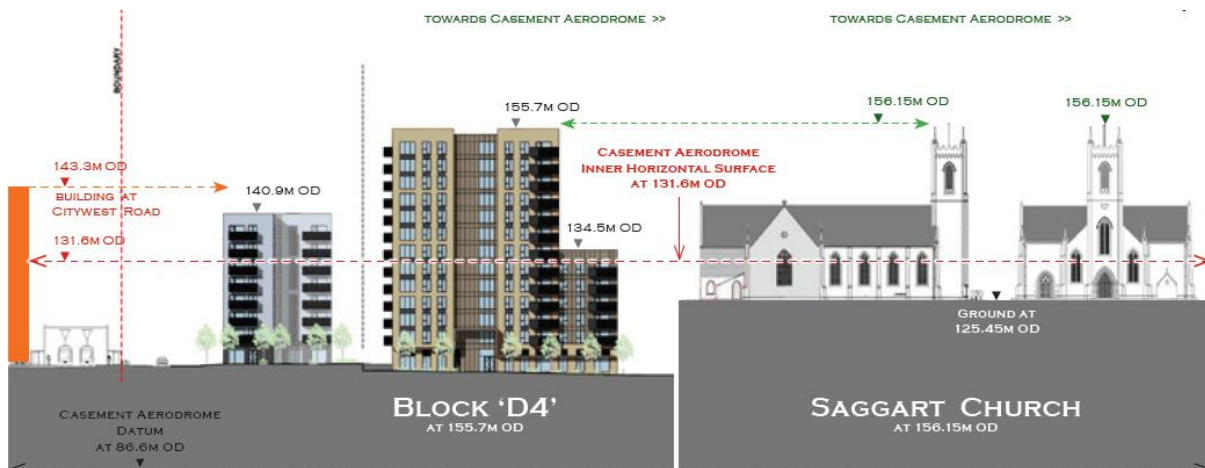 TOWARDS CASEMENT AERODROME >>
TOWARDS CASEMENT AERODROME >>
BOUNDARY
155.7M OD
156.15M OD
156.15M OD
143.3M OD
BUILDING AT
CITYWEST ROAD
140.9M OD
CASEMENT AERODROME
INNER HORIZONTAL SURFACE
AT 131.6M OD
134.5M OD
131.6M OD
GROUND AT
125.45M OD
CASEMENT AERODROME
DATUM
AT 86.6M OD
BLOCK ‘D4’
AT 155.7M OD
SAGGART CHURCH
AT 156.15M OD